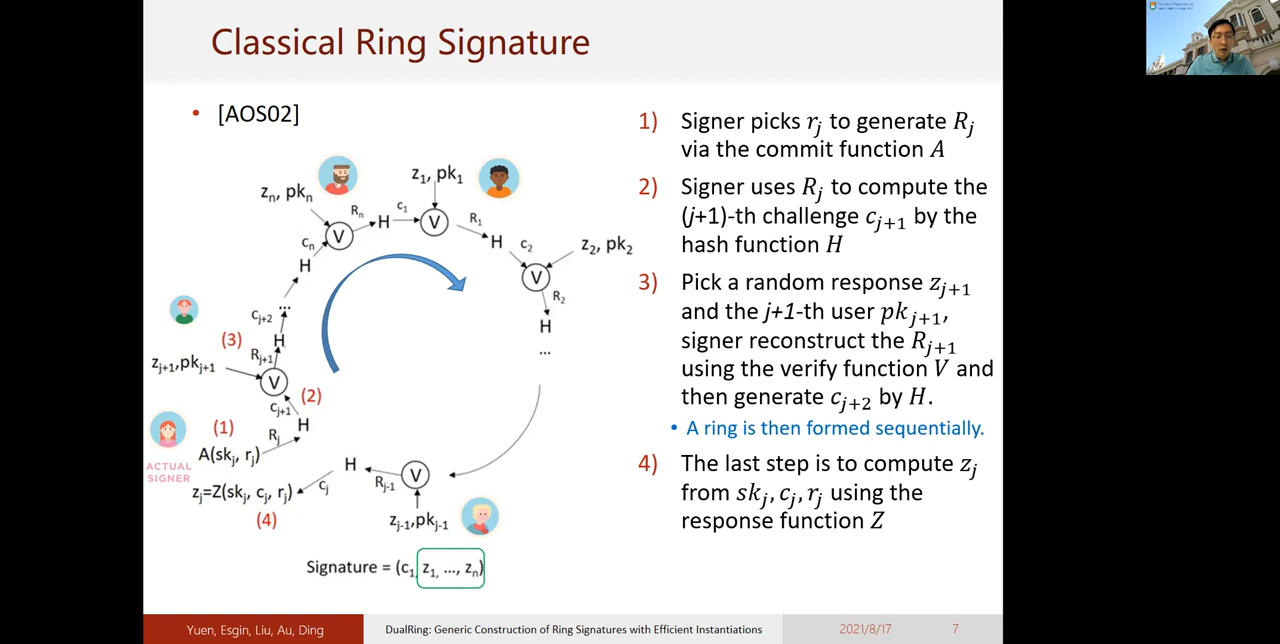 Classical Ring Signature
• [AOS02]
zn, pkn
z1, pk1
Rn
H
c1
V
R1
H
c2
z2, pk2
cn
V
H
V
R2
H
...
...
cj+2
(3)
H
Rj+1
zj+1,pkj+1
V
(2)
cj+1
(1)
H
Rj
A(skj, rj)
ACTUAL
SIGNER
H
V
Rj-1
cj
zj=Z(skj, cj, rj)
(4)
zj-1,pkj-1
Signature = (c1, z1, ..., zn)
1) Signer picks rj to generate Rj
via the commit function A
2) Signer uses Rj to compute the
(j+1)-th challenge cj+1 by the
hash function H
3) Pick a random response zj+1
and the j+1-th user pkj+1,
signer reconstruct the Rj+1
using the verify function V and
then generate cj+2 by H.
• A ring is then formed sequentially.
4) The last step is to compute zj
from skj, cj, rj using the
response function Z
Yuen, Esgin, Liu, Au, Ding
DualRing: Generic Construction of Ring Signatures with Efficient Instantiations
2021/8/17
7